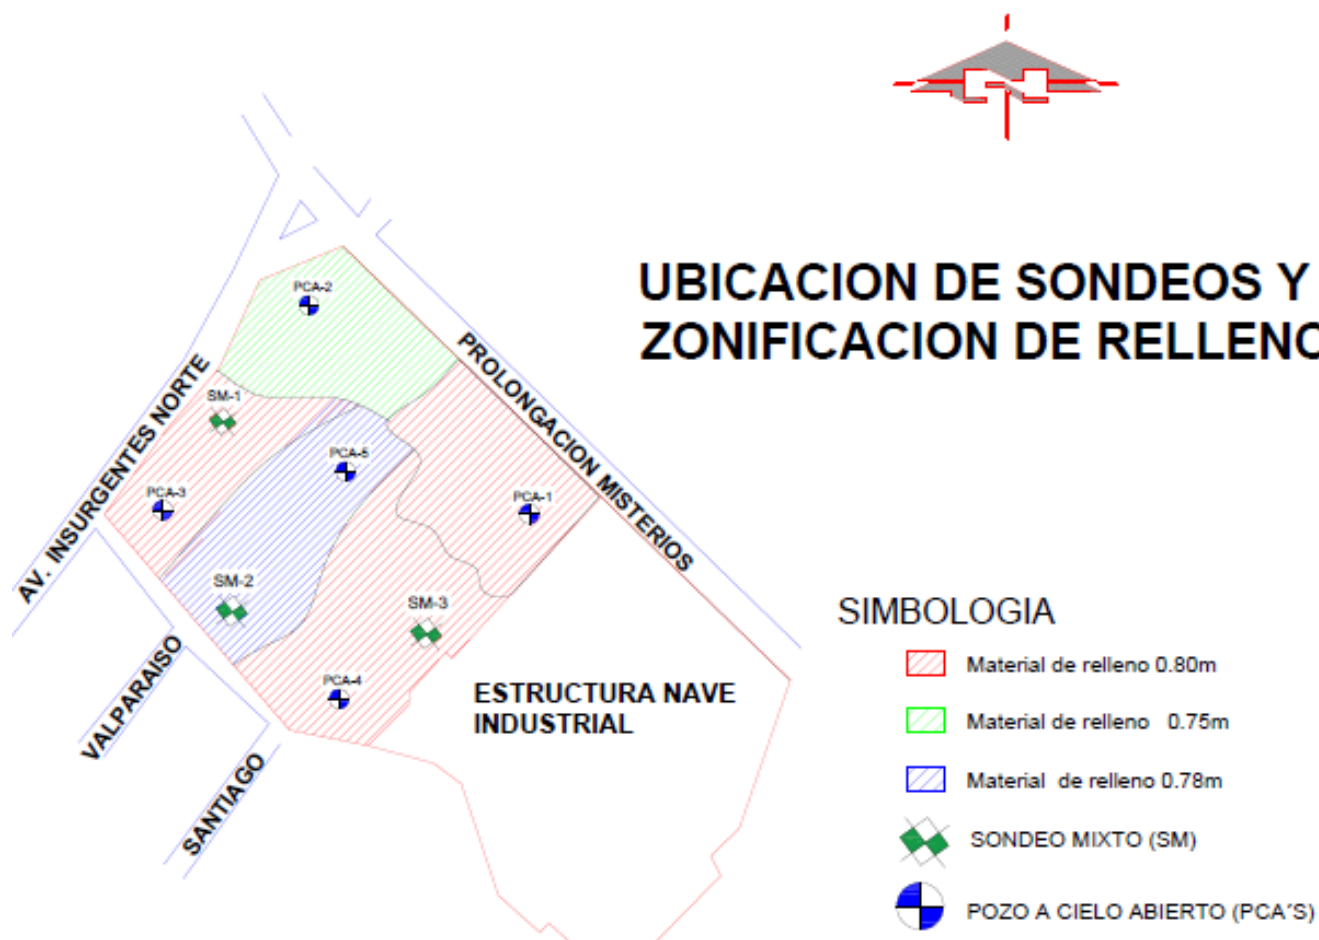 UBICACION DE SONDEOS Y
ZONIFICACION DE RELLENO
PCA-2
PROLONGACION MISTERIOS
AV. INSURGENTES NORTE
SM-1
PCA-5
PCA-3
PCA-1
SM-2
SM-3
PCA-4
VALPARAISO
SANTIAGO
ESTRUCTURA NAVE
INDUSTRIAL
SIMBOLOGIA
Material de relleno 0.80m
Material de relleno 0.75m
Material de relleno 0.78m
SONDEO MIXTO (SM)
POZO A CIELO ABIERTO (PCA´S)